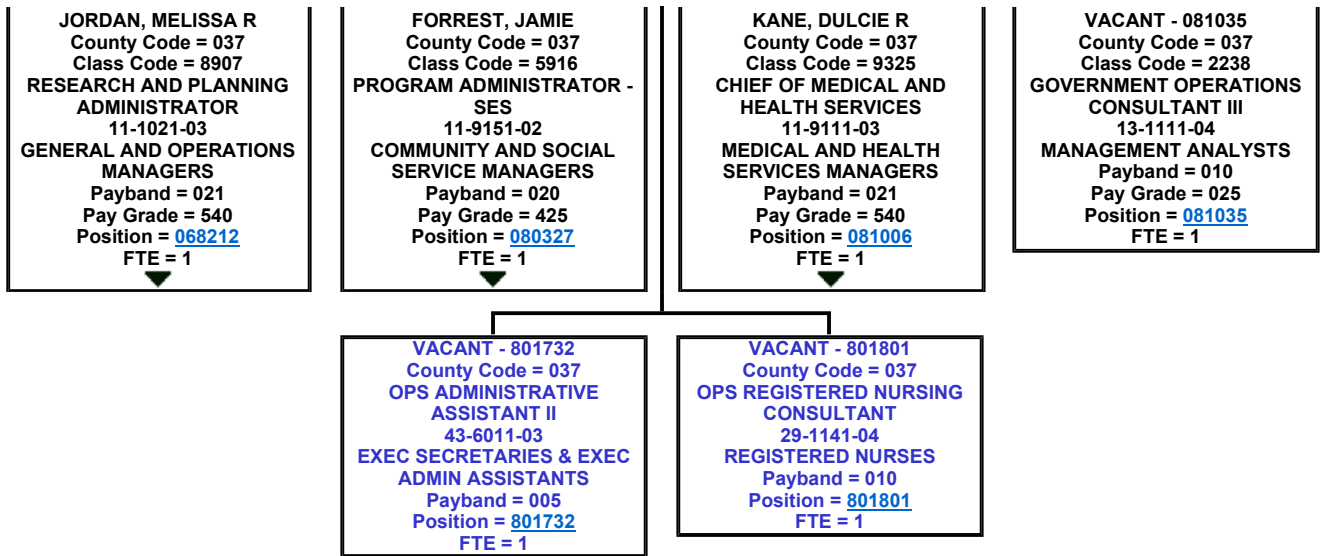 JORDAN, MELISSA R
County Code = 037
Class Code = 8907
RESEARCH AND PLANNING
ADMINISTRATOR
11-1021-03
GENERAL AND OPERATIONS
MANAGERS
Payband = 021
Pay Grade = 540
Position = 068212
FTE = 1
FORREST, JAMIE
County Code = 037
Class Code = 5916
PROGRAM ADMINISTRATOR -
SES
11-9151-02
COMMUNITY AND SOCIAL
SERVICE MANAGERS
Payband = 020
Pay Grade = 425
Position = 080327
FTE = 1
KANE, DULCIE R
County Code = 037
Class Code = 9325
CHIEF OF MEDICAL AND
HEALTH SERVICES
11-9111-03
MEDICAL AND HEALTH
SERVICES MANAGERS
Payband = 021
Pay Grade = 540
Position = 081006
FTE = 1
VACANT - 081035
County Code = 037
Class Code = 2238
GOVERNMENT OPERATIONS
CONSULTANT III
13-1111-04
MANAGEMENT ANALYSTS
Payband = 010
Pay Grade = 025
Position = 081035
FTE = 1
VACANT - 801732
County Code = 037
OPS ADMINISTRATIVE
ASSISTANT II
43-6011-03
EXEC SECRETARIES & EXEC
ADMIN ASSISTANTS
Payband = 005
Position = 801732
FTE = 1
VACANT - 801801
County Code = 037
OPS REGISTERED NURSING
CONSULTANT
29-1141-04
REGISTERED NURSES
Payband = 010
Position = 801801
FTE = 1